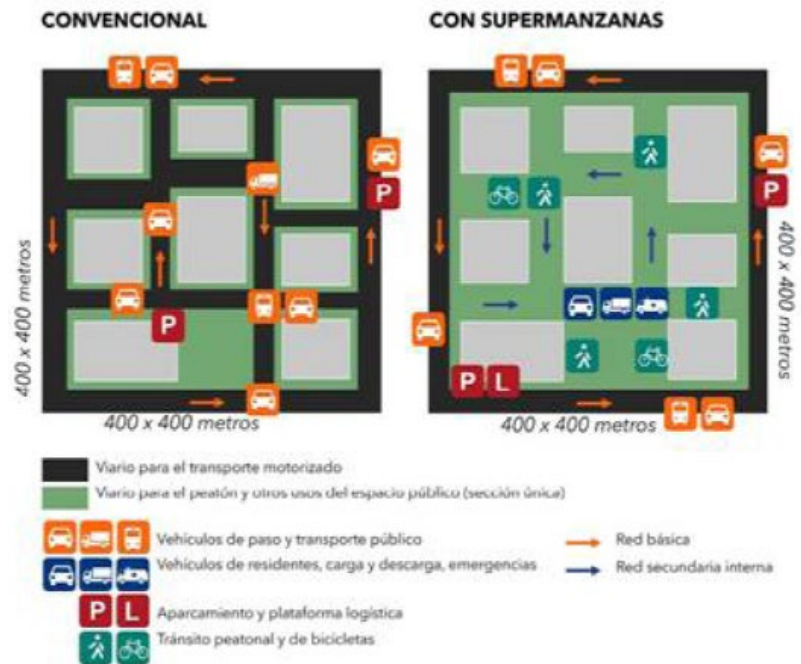 CONVENCIONAL
CON SUPERMANZANAS
P
P
P
P L
400 x 400 metros
400 x 400 metros
400 x 400 metros
400 x 400 metros
Viario para el transporte motorizado
Viario para el peatón y otros usos del espacio público (sección única)
Vehículos de paso y transporte público
Red básica
Vehículos de residentes, carga y descarga, emergencias
Red secundaria interna
P L
Aparcamiento y plataforma logística
Tránsito peatonal y de bicicletas